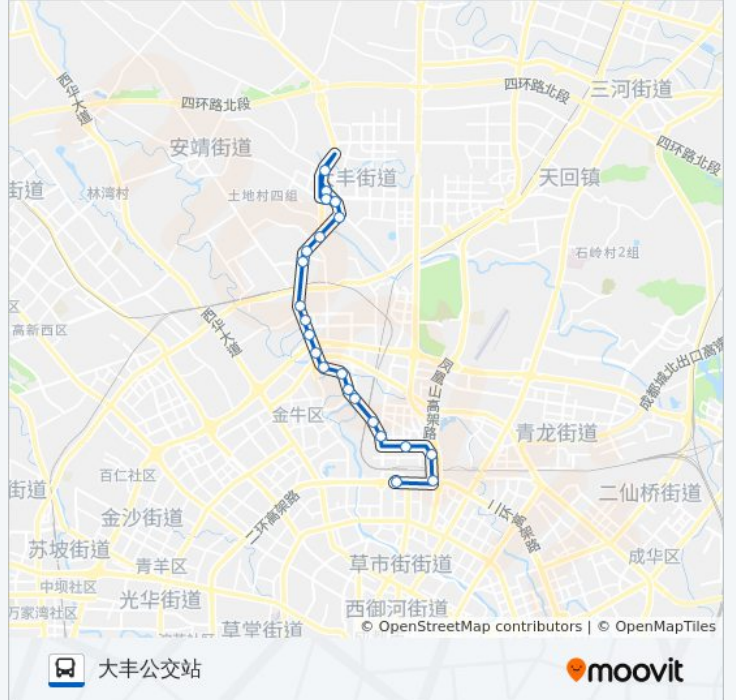 西华大道
四环路北段
四环路北段
三河街道
安靖街道
四环路北段
丰街道
天回镇
街道
林湾村
土地村四组
石岭村2组
区
高新西区
西华大道
凤凰山高架路
成都城北出口高速
金牛区
青龙街道
百仁社区
街道
二仙桥街道
金沙街道
二环高架路
二环高架路
苏坡街道
青羊区
草市街街道
成华区
中坝社区
光华街道
西御河街道
万家湾社区
草堂街道
© OpenStreetMap contributors | © OpenMapTiles
大丰公交站
moovit